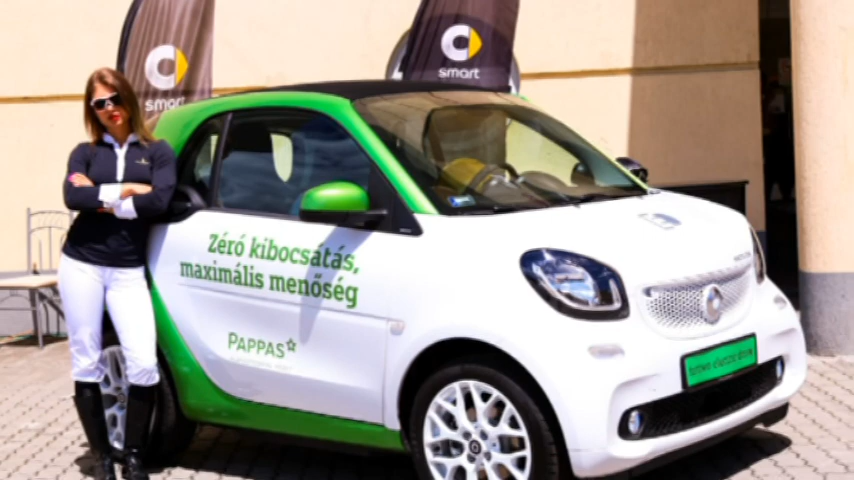 smart
smart
Zéró kibocsátás,
maximális menőség
PAPPAS